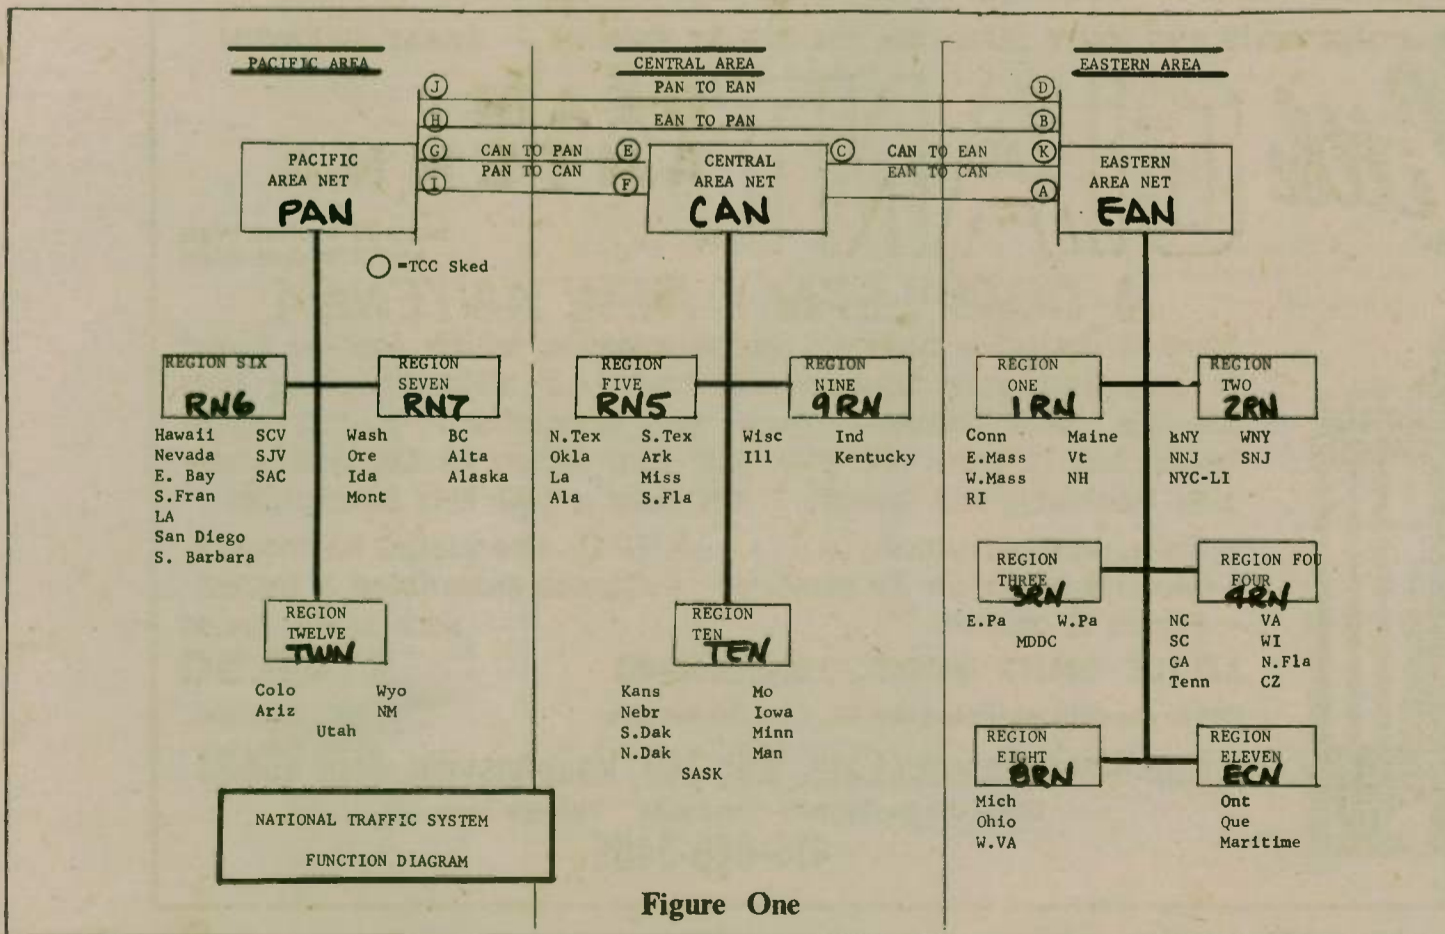 PACIFIC AREA
CENTRAL AREA
EASTERN AREA
J PAN TO EAN D
H EAN TO PAN B
G CAN TO PAN E
I PAN TO CAN F
C CAN TO EAN K
EAN TO CAN A
PACIFIC
AREA NET
PAN
CENTRAL
AREA NET
CAN
EASTERN
AREA NET
EAN
=TCC Sked
REGION SIX
RN6
Hawaii SCV
Nevada SJV
E. Bay SAC
S.Fran
LA
San Diego
S. Barbara
REGION
SEVEN
RN7
Wash BC
Ore Alta
Ida Alaska
Mont
REGION
TWELVE
TWN
Colo Wyo
Ariz NM
Utah
REGION
FIVE
RN5
N.Tex S.Tex
Okla Ark
La Miss
Ala S.Fla
REGION
NINE
9RN
Wisc Ind
Ill Kentucky
REGION
TEN
TEN
Kans Mo
Nebr Iowa
S.Dak Minn
N.Dak Man
SASK
REGION
ONE
1RN
Conn Maine
E.Mass Vt
W.Mass NH
RI
REGION
TWO
2RN
ENY WNY
NNJ SNJ
NYC-LI
REGION
THREE
3RN
E.Pa W.Pa
MDDC
REGION FOU
FOUR
4RN
NC VA
SC WI
GA N.Fla
Tenn CZ
REGION
EIGHT
8RN
Mich
Ohio
W.VA
REGION
ELEVEN
ECN
Ont
Que
Maritime
NATIONAL TRAFFIC SYSTEM
FUNCTION DIAGRAM
Figure One